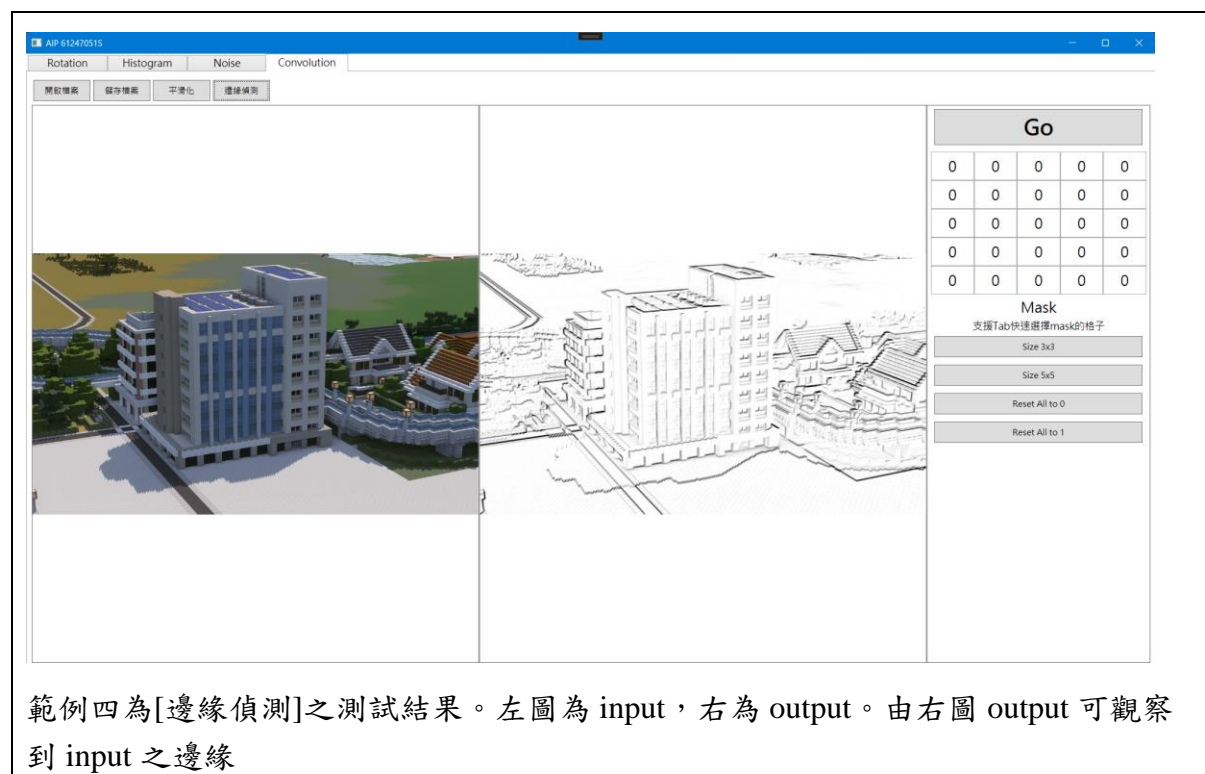 AIP 61247051S
Rotation Histogram Noise Convolution
開啟檔案 儲存檔案 平滑化 邊緣偵測
Go
0 0 0 0 0
0 0 0 0 0
0 0 0 0 0
0 0 0 0 0
0 0 0 0 0
Mask
支援Tab快速選擇mask的格子
Size 3x3
Size 5x5
Reset All to 0
Reset All to 1
範例四為[邊緣偵測]之測試結果。左圖為 input，右為 output。由右圖 output 可觀察
到 input 之邊緣